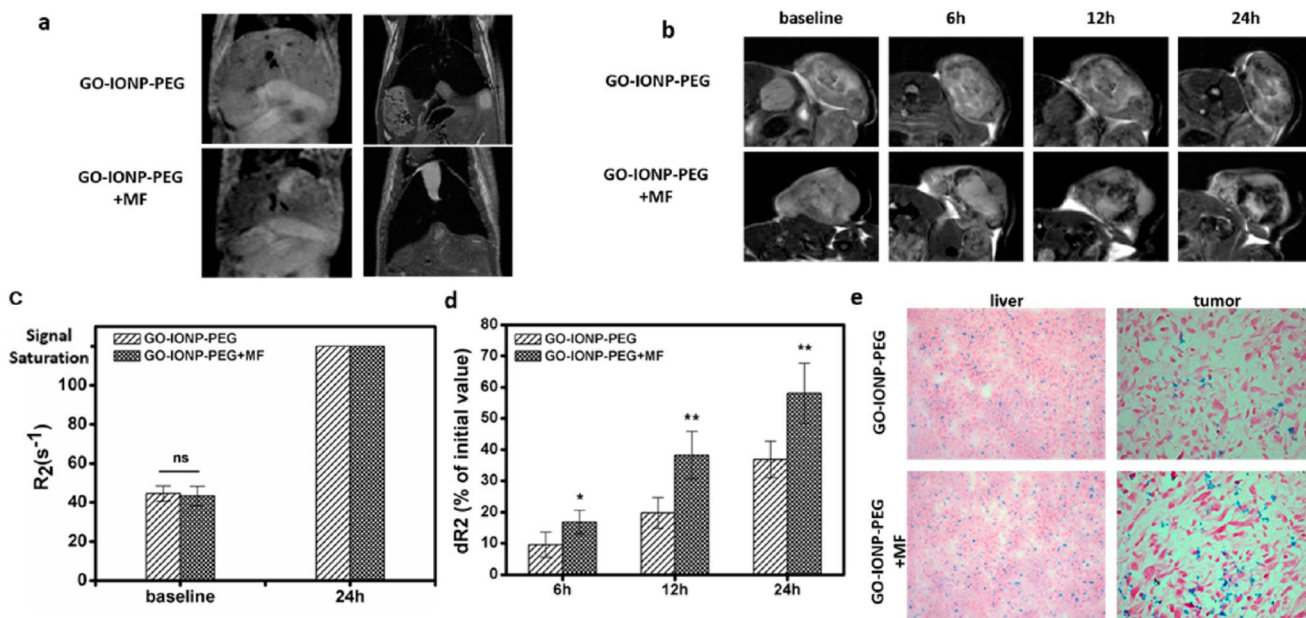 a
GO-IONP-PEG
GO-IONP-PEG
+MF
b
baseline 6h 12h 24h
GO-IONP-PEG
GO-IONP-PEG
+MF
c
Signal
Saturation
GO-IONP-PEG
GO-IONP-PEG+MF
ns
R2(s-1)
100
80
60
40
20
0
baseline 24h
d
GO-IONP-PEG
GO-IONP-PEG+MF
dR2 (% of initial value)
80
70
60
50
40
30
20
10
0
*
**
**
6h 12h 24h
e
liver tumor
GO-IONP-PEG
GO-IONP-PEG
+MF